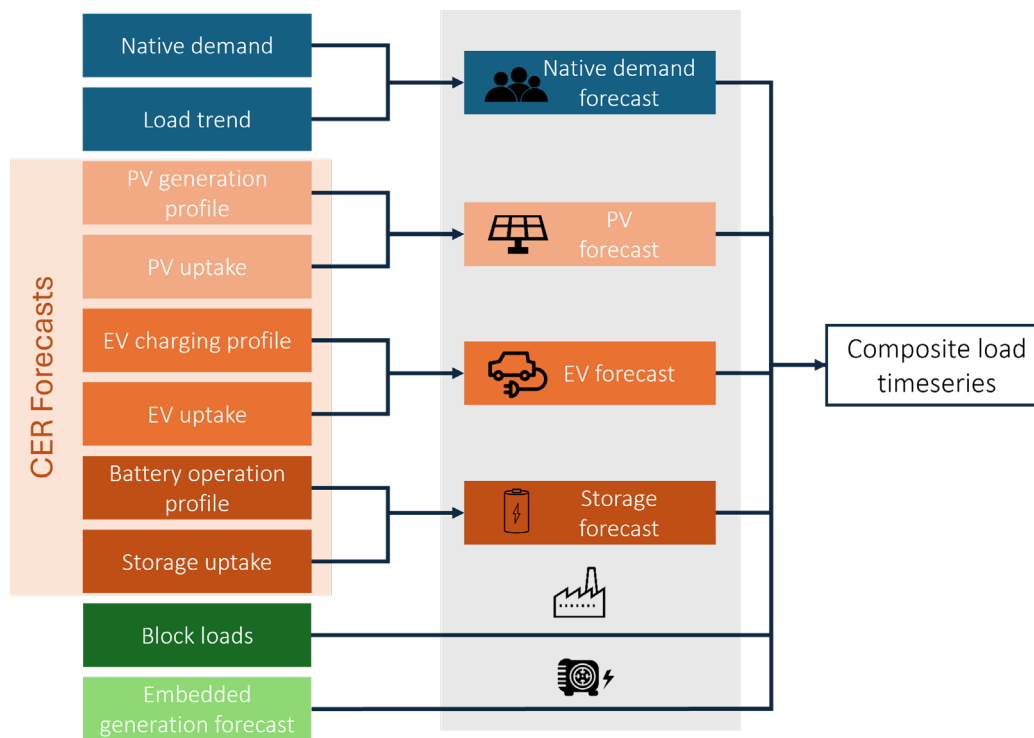 Native demand
Load trend
CER Forecasts
PV generation
profile
PV uptake
EV charging profile
EV uptake
Battery operation
profile
Storage uptake
Block loads
Embedded
generation forecast
Native demand
forecast
PV
forecast
EV forecast
Storage
forecast
Composite load
timeseries